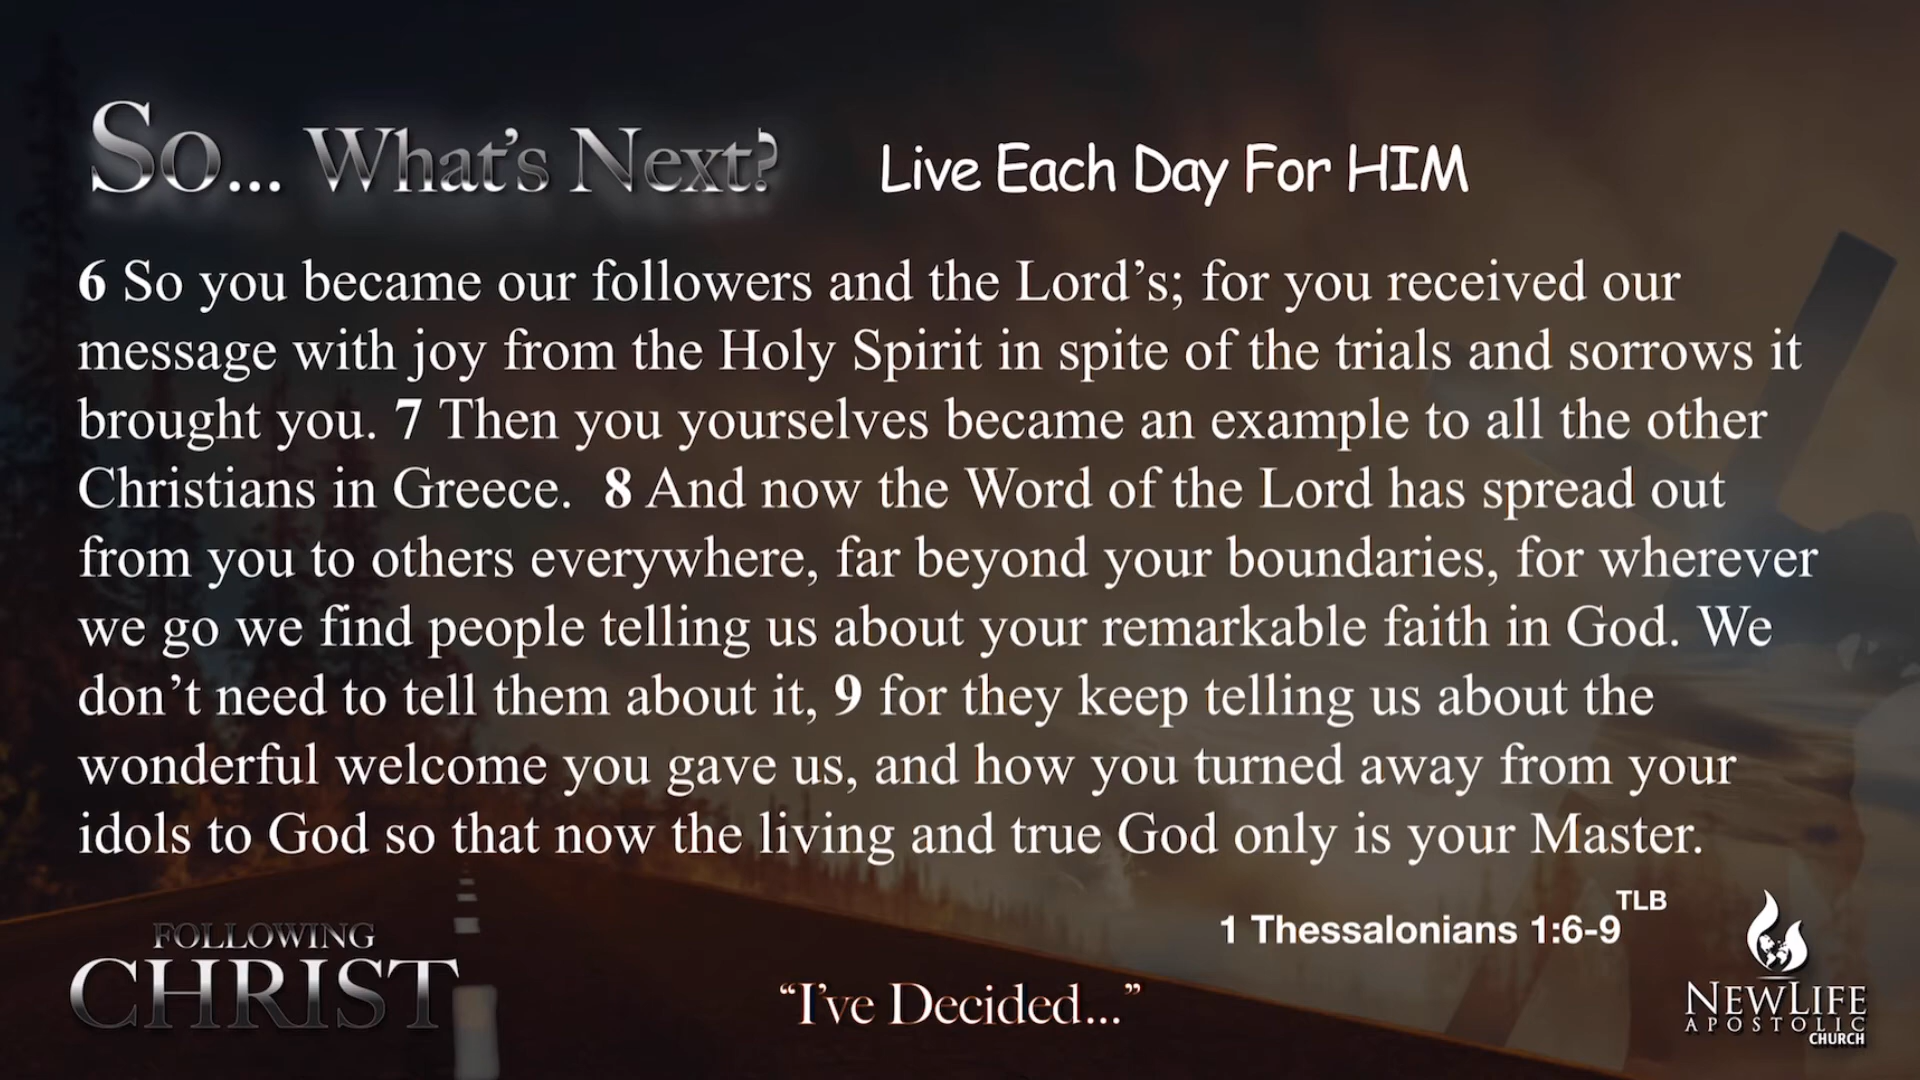 So... What's Next? Live Each Day For HIM
6 So you became our followers and the Lord’s; for you received our
message with joy from the Holy Spirit in spite of the trials and sorrows it
brought you. 7 Then you yourselves became an example to all the other
Christians in Greece.  8 And now the Word of the Lord has spread out
from you to others everywhere, far beyond your boundaries, for wherever
we go we find people telling us about your remarkable faith in God. We
don’t need to tell them about it, 9 for they keep telling us about the
wonderful welcome you gave us, and how you turned away from your
idols to God so that now the living and true God only is your Master.
1 Thessalonians 1:6-9 TLB
FOLLOWING
CHRIST
“I’ve Decided...”
NEWLIFE
APOSTOLIC
CHURCH